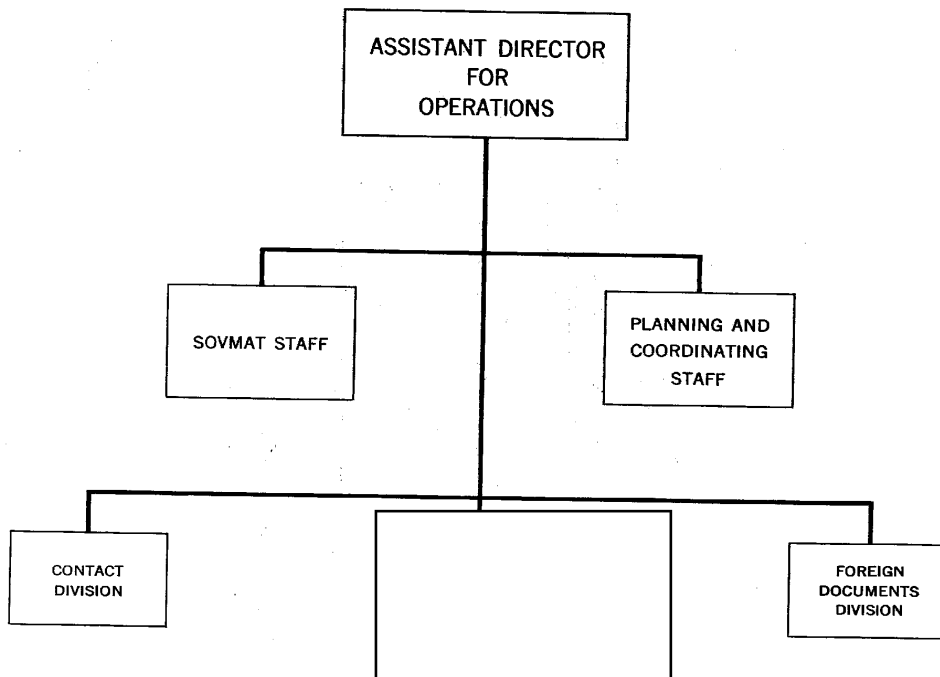 ASSISTANT DIRECTOR
FOR
OPERATIONS
SOVMAT STAFF
PLANNING AND
COORDINATING
STAFF
CONTACT
DIVISION
FOREIGN
DOCUMENTS
DIVISION